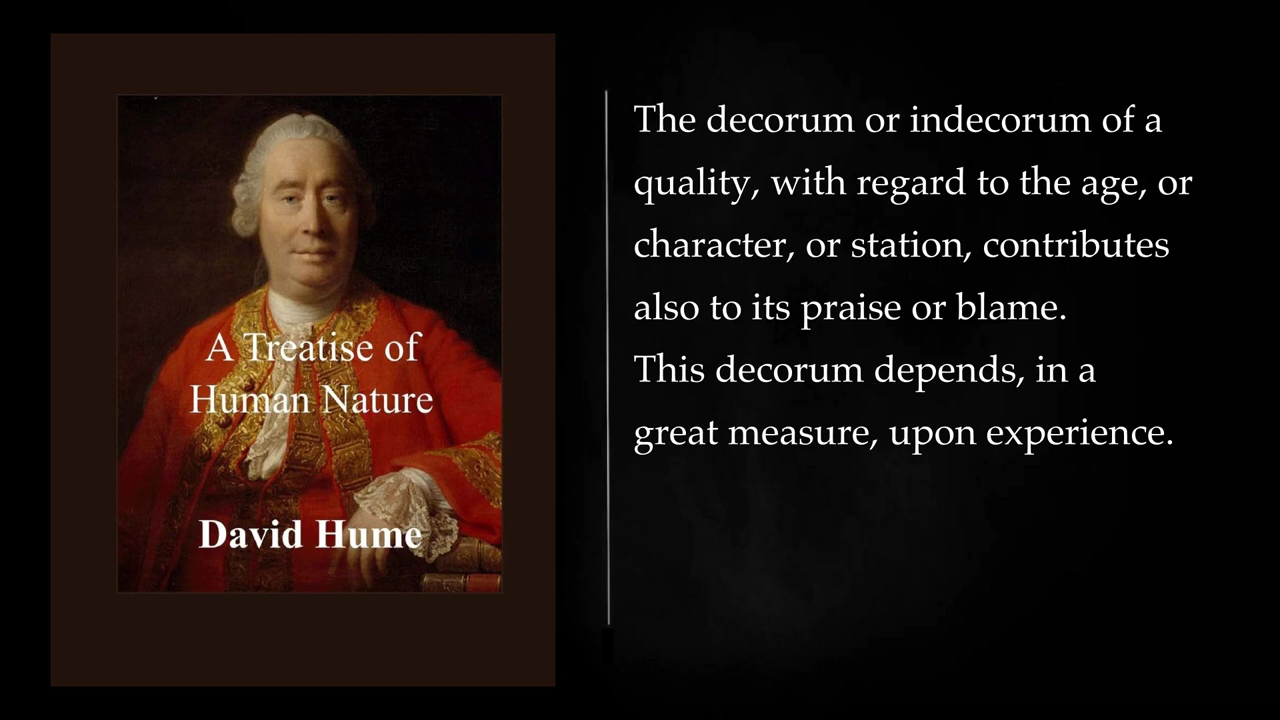 A Treatise of
Human Nature
David Hume
The decorum or indecorum of a
quality, with regard to the age, or
character, or station, contributes
also to its praise or blame.
This decorum depends, in a
great measure, upon experience.